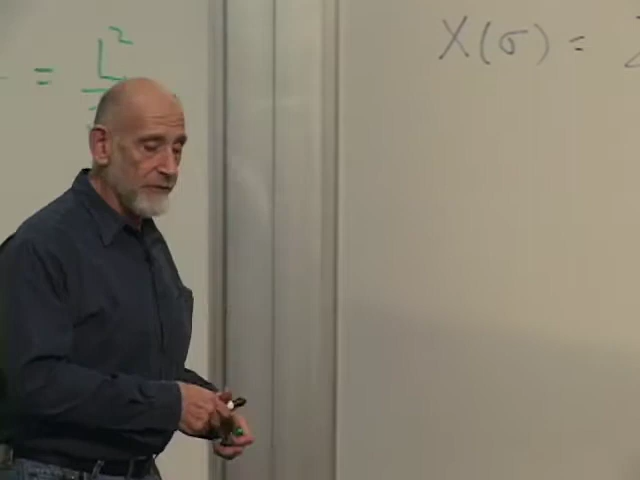 = L²
X(σ) =